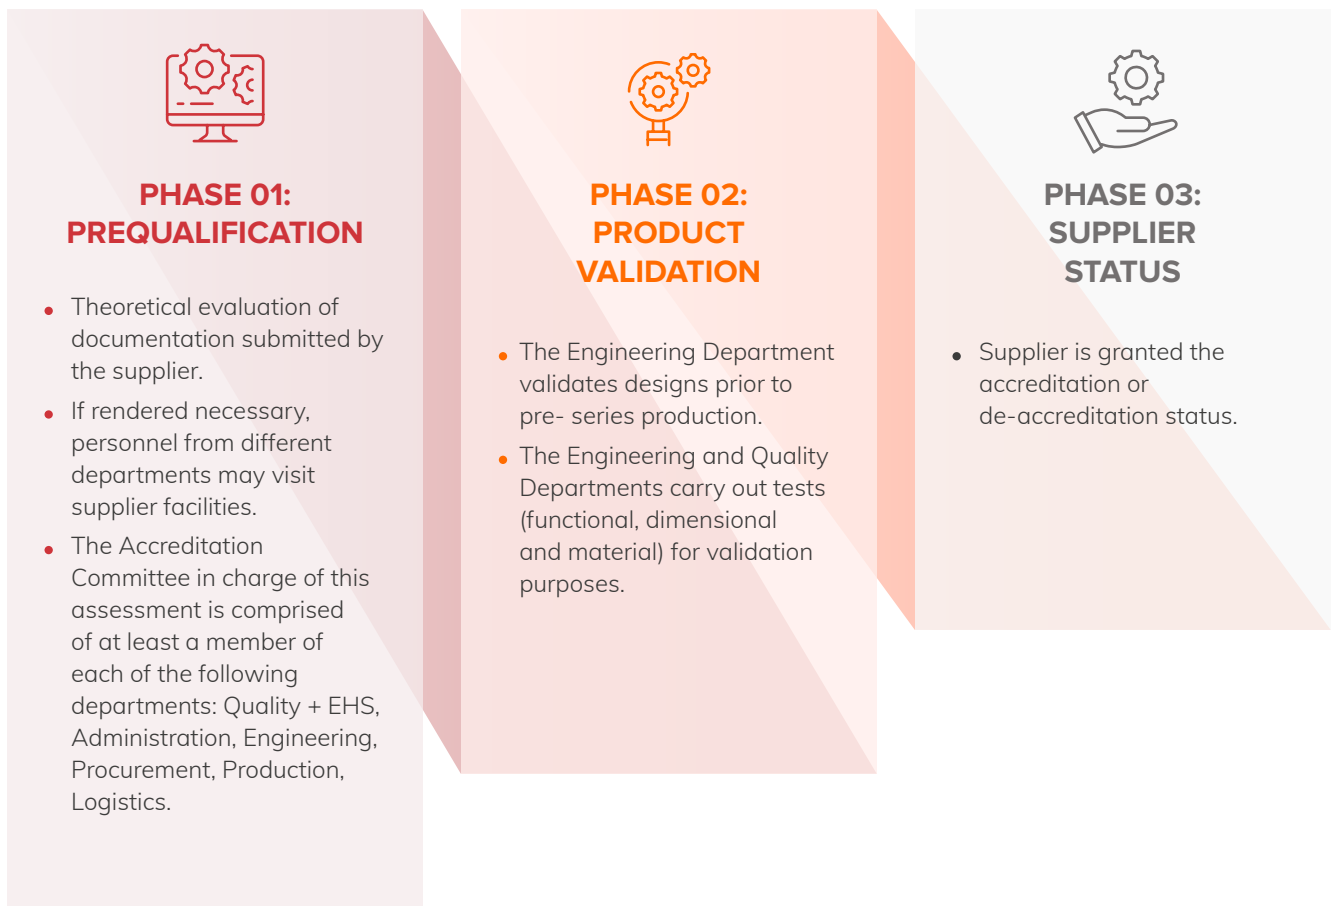 PHASE 01:
PREQUALIFICATION
• Theoretical evaluation of
documentation submitted by
the supplier.
• If rendered necessary,
personnel from different
departments may visit
supplier facilities.
• The Accreditation
Committee in charge of this
assessment is comprised
of at least a member of
each of the following
departments: Quality + EHS,
Administration, Engineering,
Procurement, Production,
Logistics.
PHASE 02:
PRODUCT
VALIDATION
• The Engineering Department
validates designs prior to
pre- series production.
• The Engineering and Quality
Departments carry out tests
(functional, dimensional
and material) for validation
purposes.
PHASE 03:
SUPPLIER
STATUS
• Supplier is granted the
accreditation or
de-accreditation status.